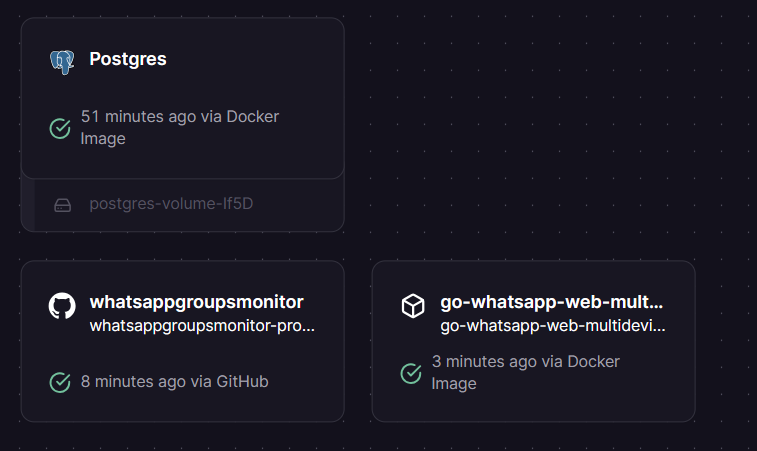 Postgres
51 minutes ago via Docker
Image
postgres-volume-If5D
whatsappgroupsmonitor
whatsappgroupsmonitor-pro...
8 minutes ago via GitHub
go-whatsapp-web-mult...
go-whatsapp-web-multidevi...
3 minutes ago via Docker
Image